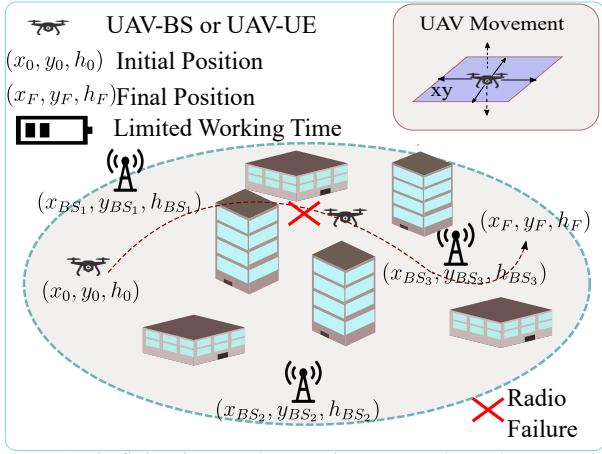 UAV-BS or UAV-UE
(x_0, y_0, h_0) Initial Position
(x_F, y_F, h_F) Final Position
Limited Working Time
UAV Movement
xy
(x_{BS_1}, y_{BS_1}, h_{BS_1})
(x_F, y_F, h_F)
(x_0, y_0, h_0)
(x_{BS_3}, y_{BS_3}, h_{BS_3})
(x_{BS_2}, y_{BS_2}, h_{BS_2})
Radio
Failure